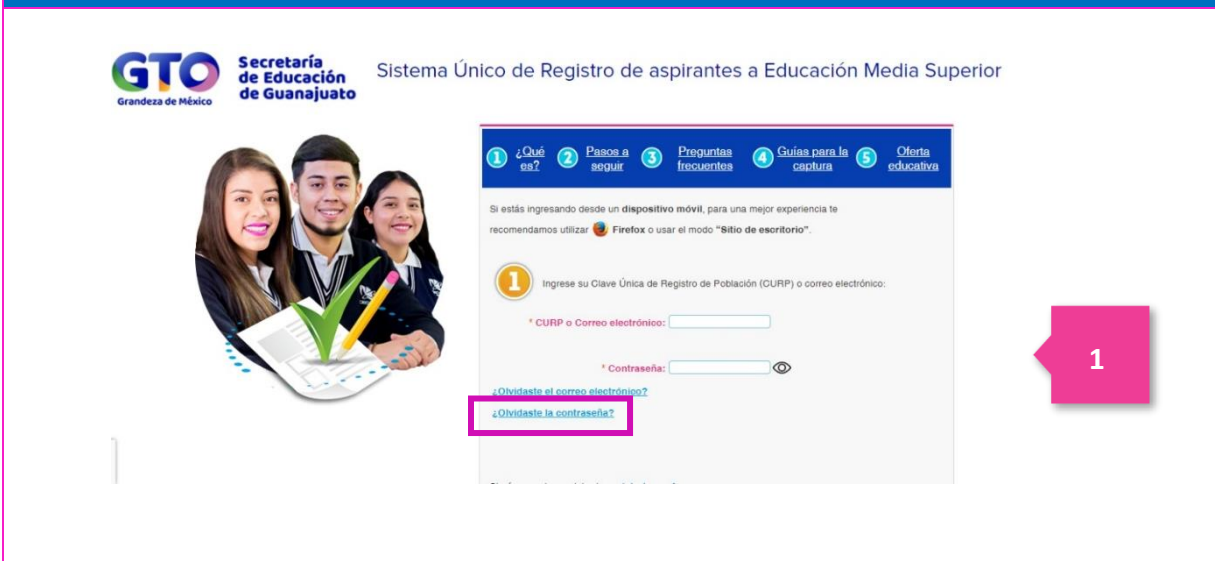 GTO
Grandeza de México
Secretaría
de Educación
de Guanajuato
Sistema Único de Registro de aspirantes a Educación Media Superior
1 ¿Qué es?
2 Pasos a seguir
3 Preguntas frecuentes
4 Guías para la captura
5 Oferta educativa
Si estás ingresando desde un dispositivo móvil, para una mejor experiencia te
recomendamos utilizar Firefox o usar el modo "Sitio de escritorio".
1 Ingrese su Clave Única de Registro de Población (CURP) o correo electrónico:
* CURP o Correo electrónico:
* Contraseña:
¿Olvidaste el correo electrónico?
¿Olvidaste la contraseña?
1